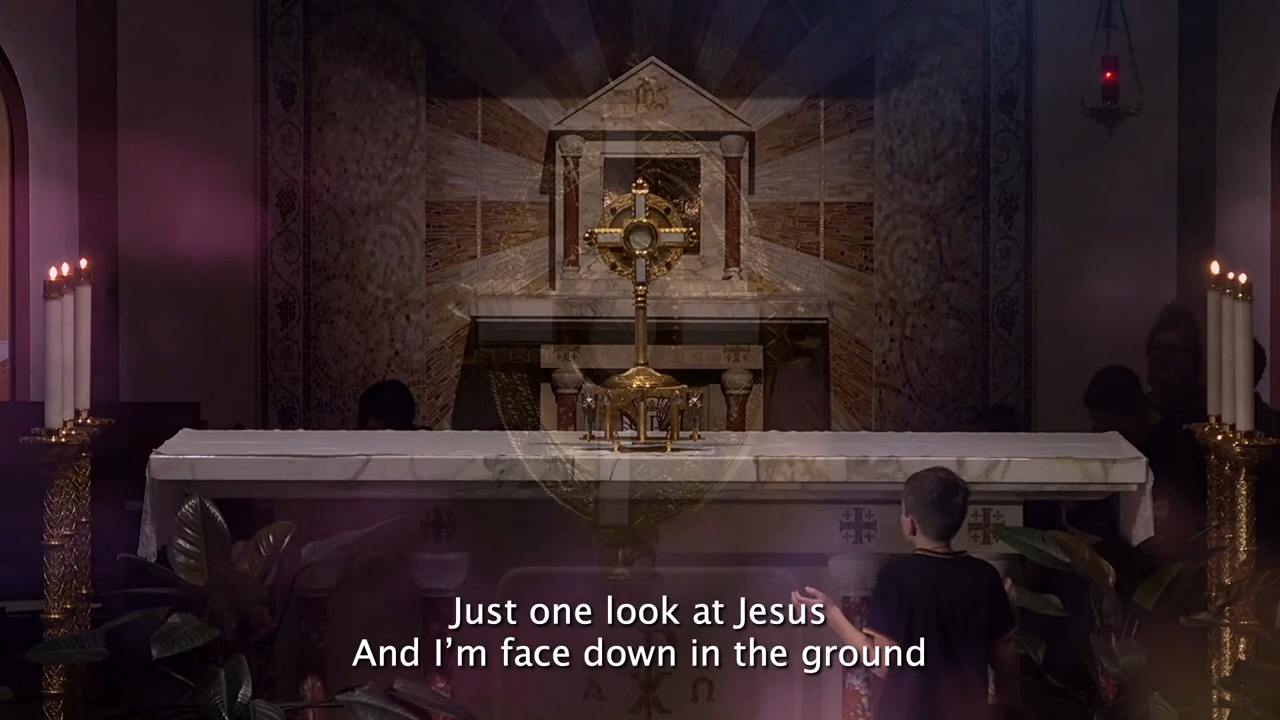 Just one look at Jesus
And I’m face down in the ground
Α Ω